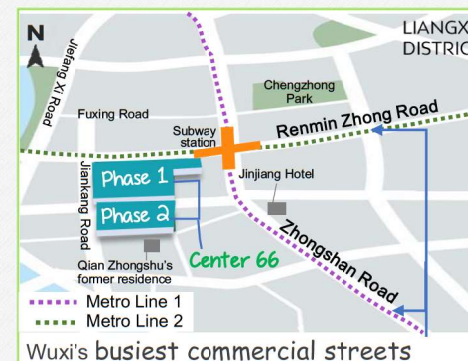 N
LIANGX
DISTRIC
Jiefang Xi Road
Chengzhong
Park
Fuxing Road
Renmin Zhong Road
Subway
station
Phase 1
Jiankang Road
Jinjiang Hotel
Phase 2
Zhongshan Road
Center 66
Qian Zhongshu's
former residence
Metro Line 1
Metro Line 2
Wuxi's busiest commercial streets